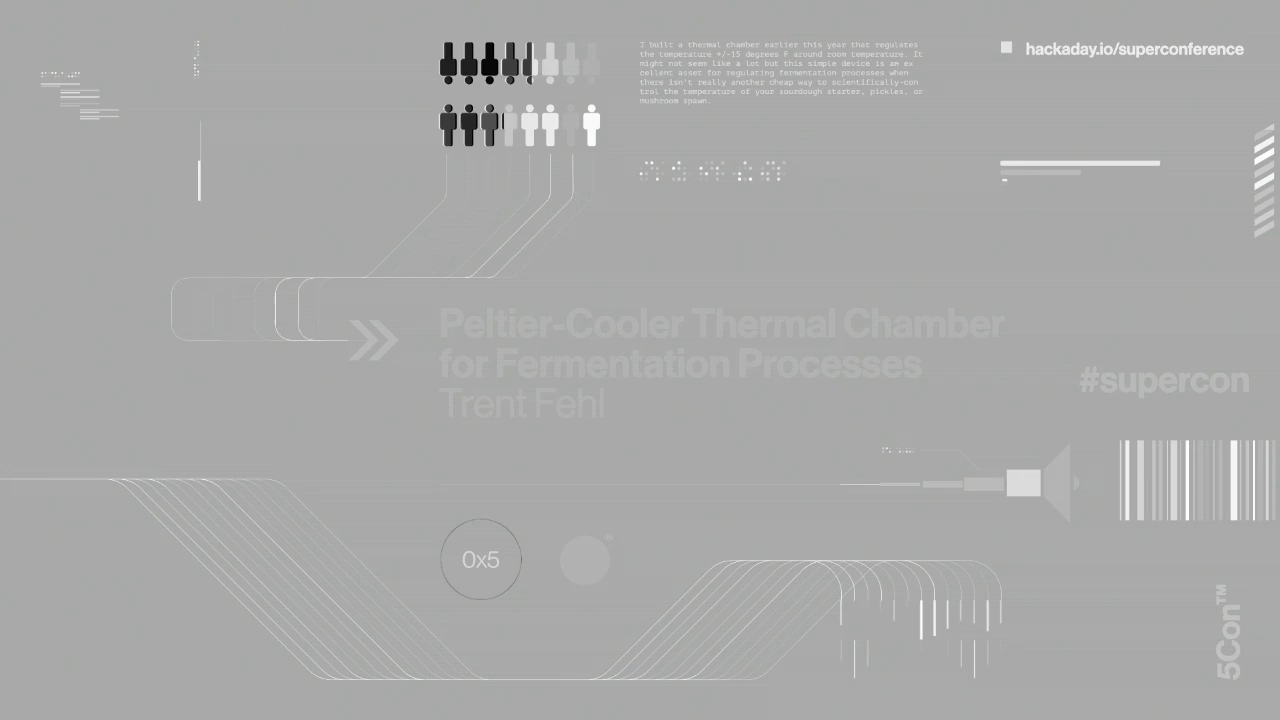 I built a thermal chamber earlier this year that regulates
the temperature +/-15 degrees F around room temperature. It
might not seem like a lot but this simple device is an ex
cellent asset for regulating fermentation processes when
there isn't really another cheap way to scientifically-con
trol the temperature of your sourdough starter, pickles, or
mushroom spawn.
hackaday.io/superconference
Peltier-Cooler Thermal Chamber
for Fermentation Processes
Trent Fehl
#supercon
0x5
5Con™